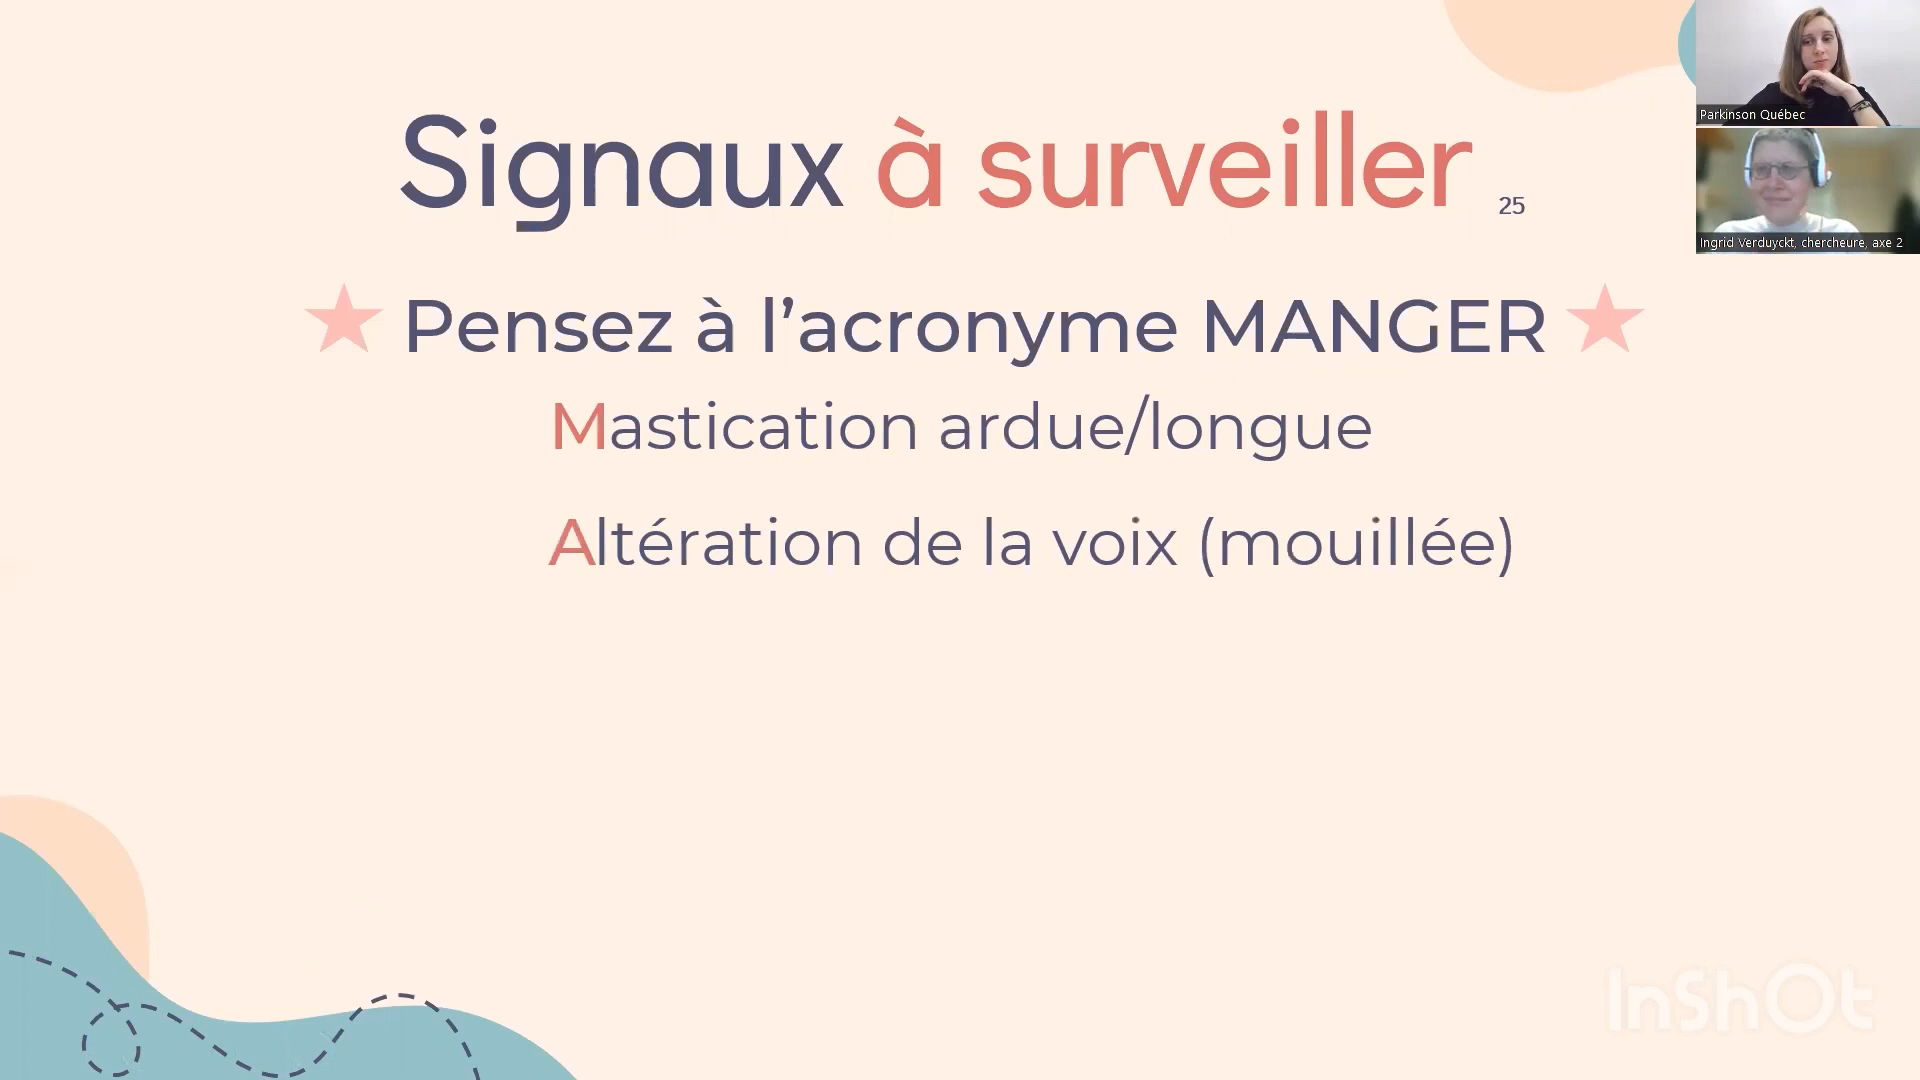 Signaux à surveiller 25
Pensez à l’acronyme MANGER
Mastication ardue/longue
Altération de la voix (mouillée)
Parkinson Québec
Ingrid Verduyckt, chercheure, axe 2
InShOt